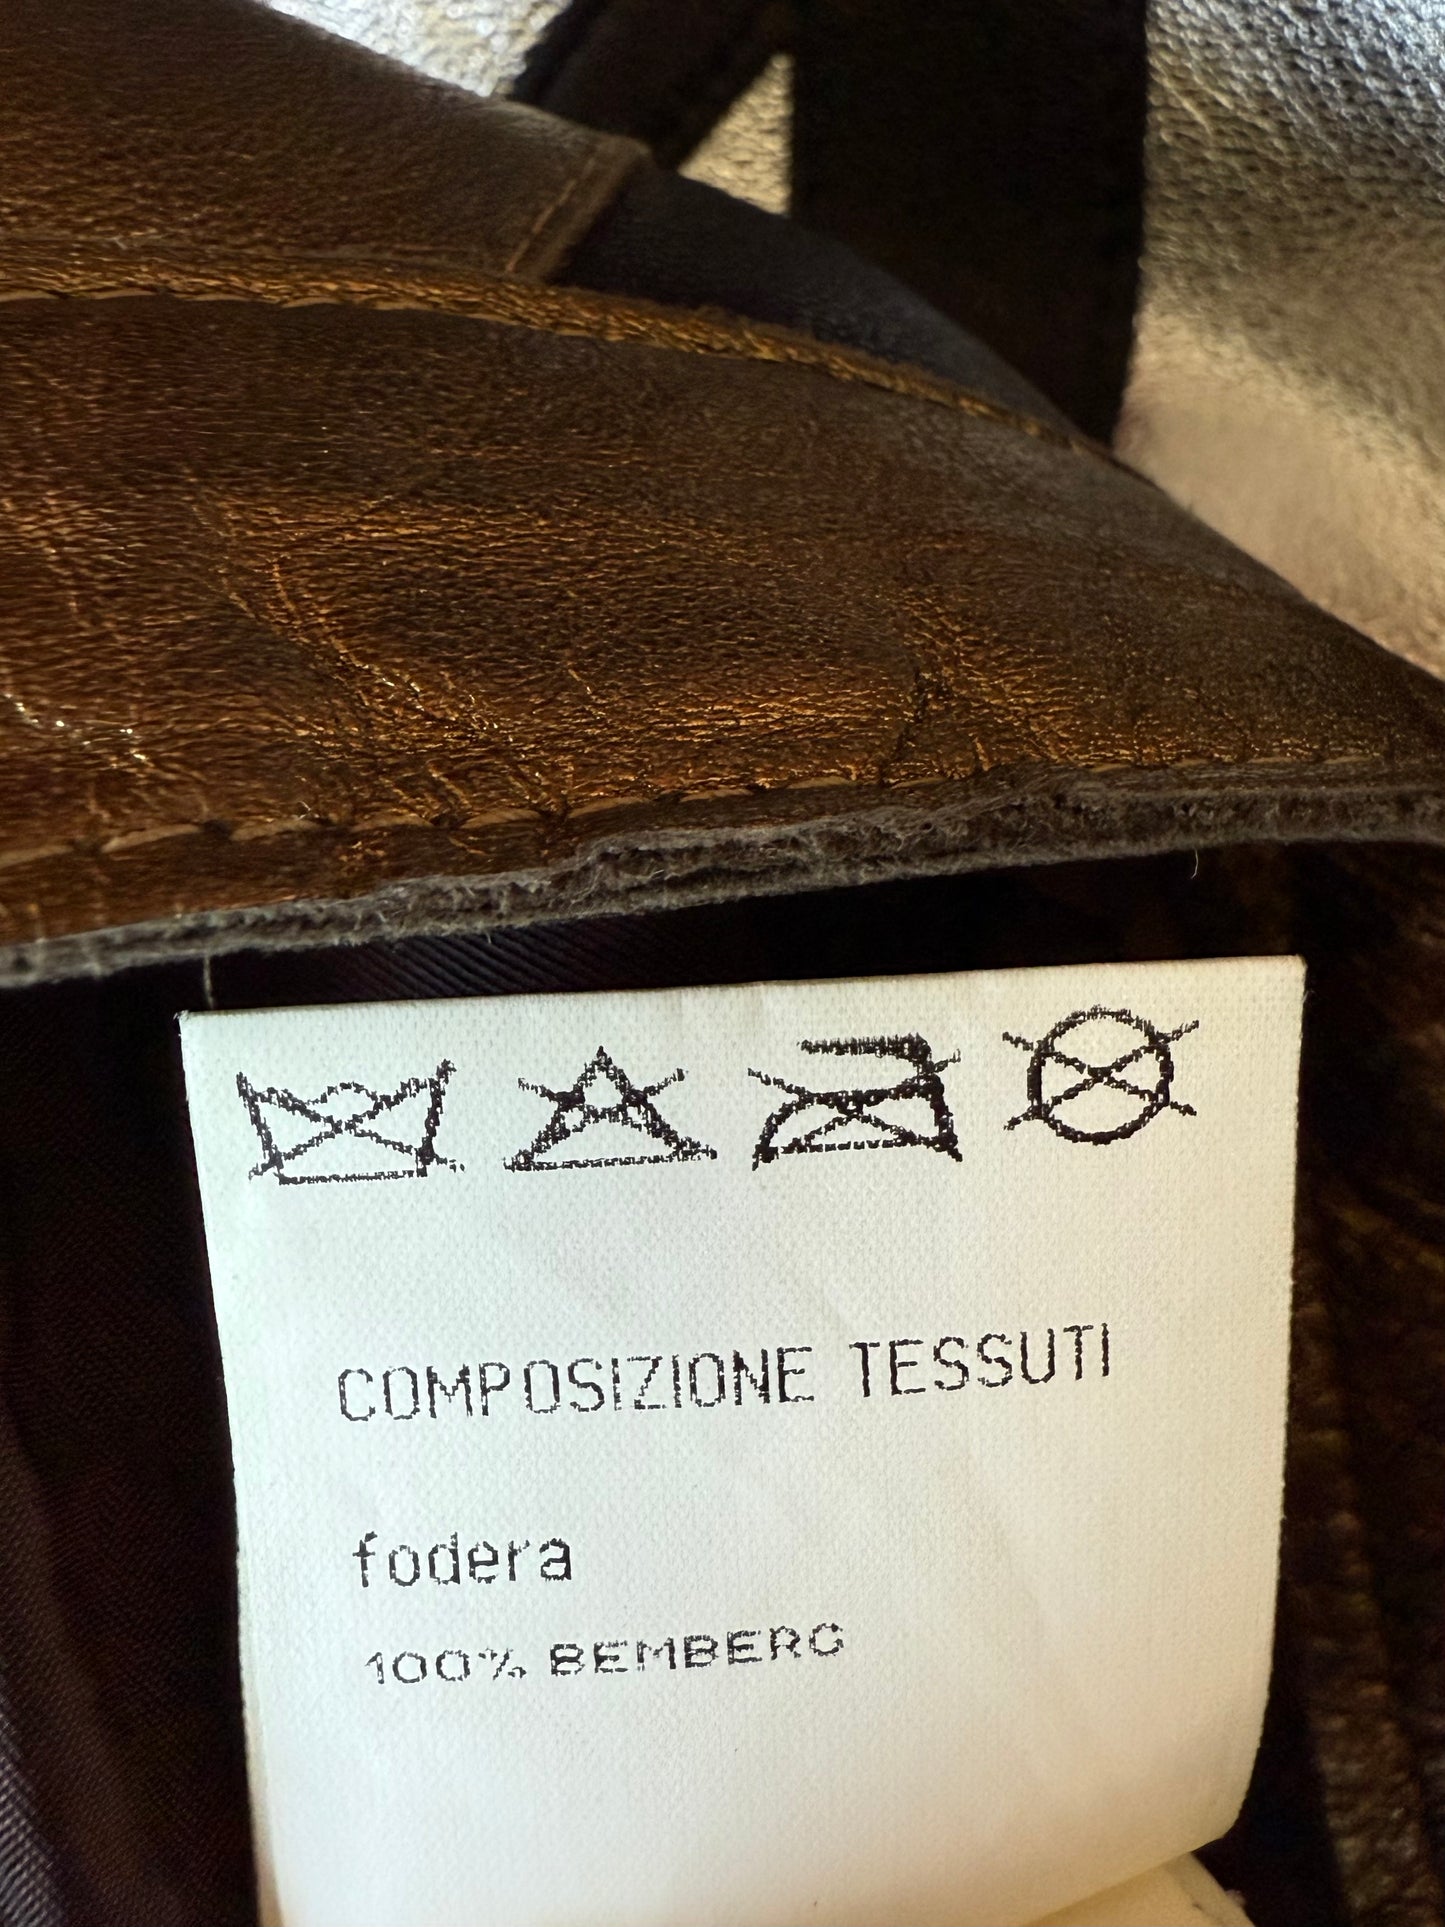 COMPOSIZIONE TESSUTI
fodera
100% BEMBERG